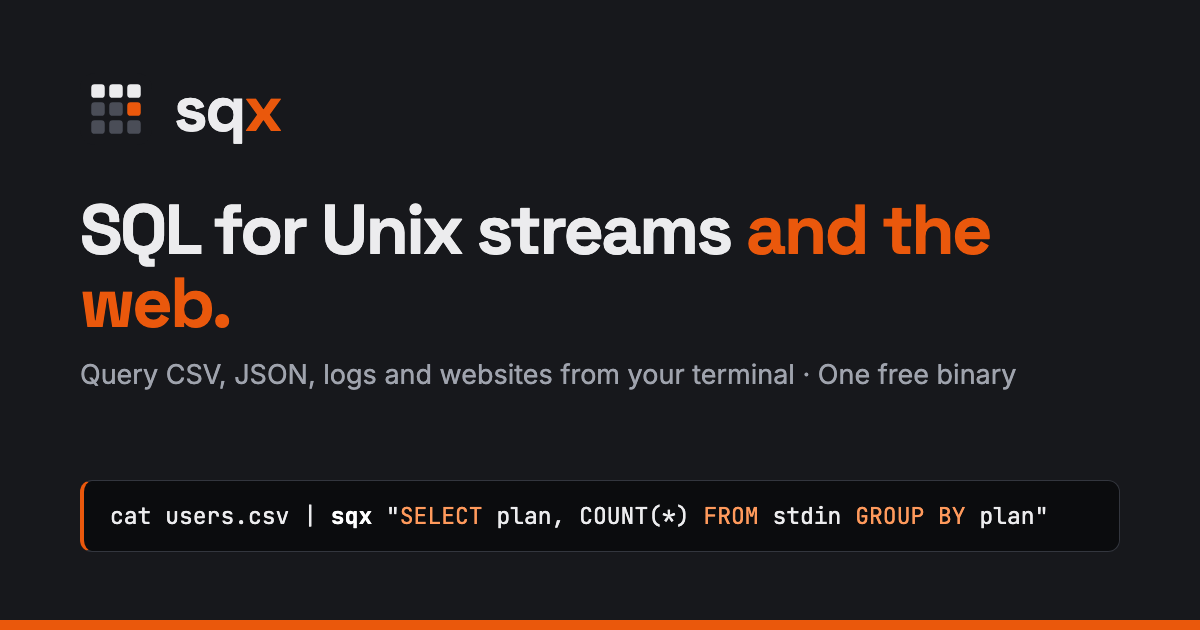 sqx
SQL for Unix streams and the
web.
Query CSV, JSON, logs and websites from your terminal · One free binary
cat users.csv | sqx "SELECT plan, COUNT(*) FROM stdin GROUP BY plan"